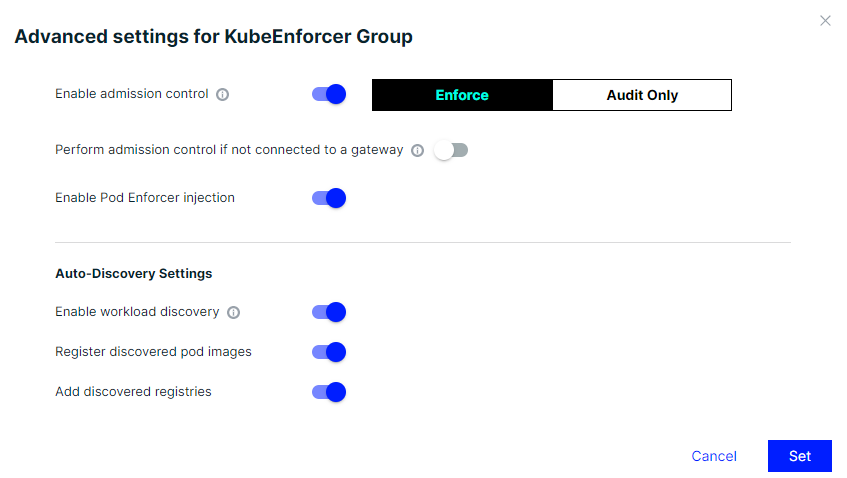 Advanced settings for KubeEnforcer Group
Enable admission control
Enforce
Audit Only
Perform admission control if not connected to a gateway
Enable Pod Enforcer injection
Auto-Discovery Settings
Enable workload discovery
Register discovered pod images
Add discovered registries
Cancel
Set